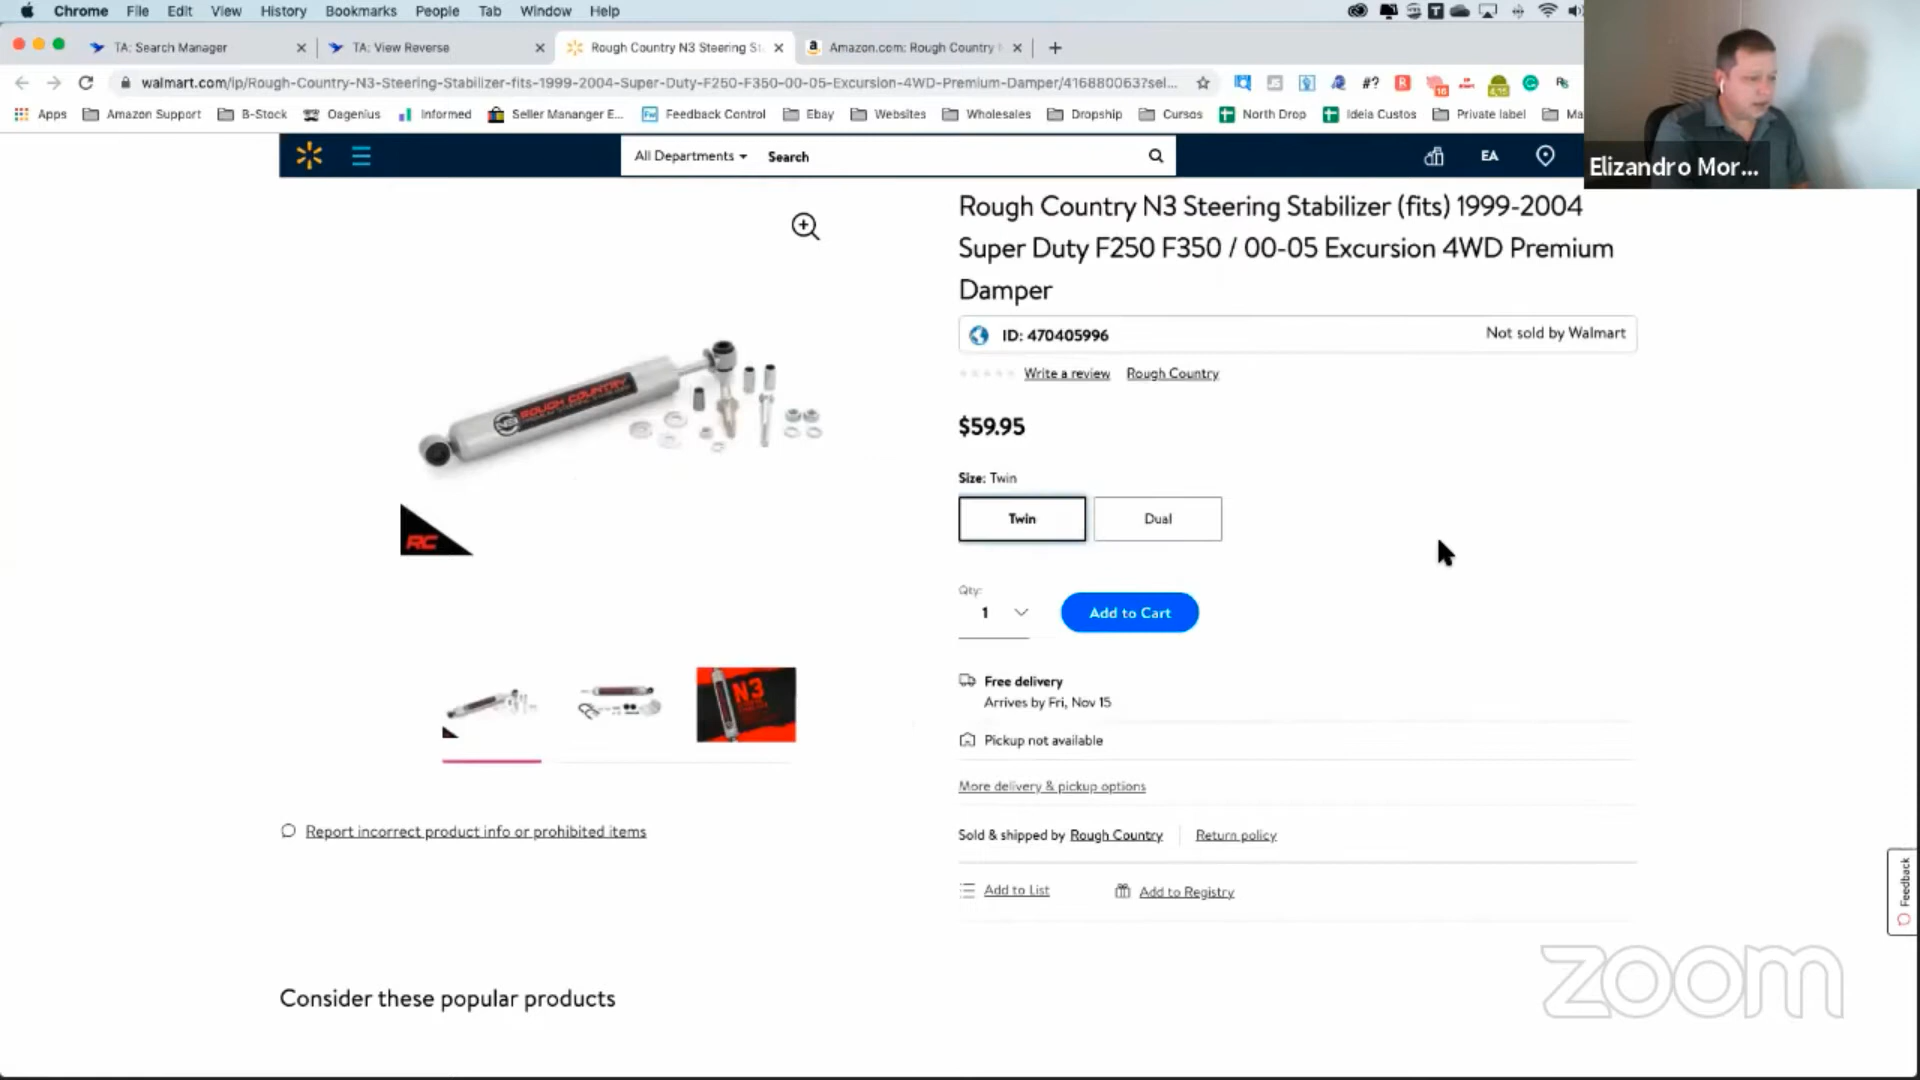 Chrome File Edit View History Bookmarks People Tab Window Help
TA: Search Manager
TA: View Reverse
Rough Country N3 Steering St
Amazon.com: Rough Country
walmart.com/ip/Rough-Country-N3-Steering-Stabilizer-fits-1999-2004-Super-Duty-F250-F350-00-05-Excursion-4WD-Premium-Damper/416880063?sel...
Apps Amazon Support B-Stock Oagenius Informed Seller Mananger E... Feedback Control Ebay Websites Wholesales Dropship Cursos North Drop Ideia Custos Private label Ma
All Departments Search EA
Elizandro Mor...
Rough Country N3 Steering Stabilizer (fits) 1999-2004
Super Duty F250 F350 / 00-05 Excursion 4WD Premium
Damper
ID: 470405996 Not sold by Walmart
Write a review Rough Country
$59.95
Size: Twin
Twin Dual
Qty:
1 Add to Cart
N3 ROUGH COUNTRY
RC
N3
Free delivery
Arrives by Fri, Nov 15
Pickup not available
More delivery & pickup options
Report incorrect product info or prohibited items
Sold & shipped by Rough Country Return policy
Add to List Add to Registry
Feedback
Consider these popular products
zoom